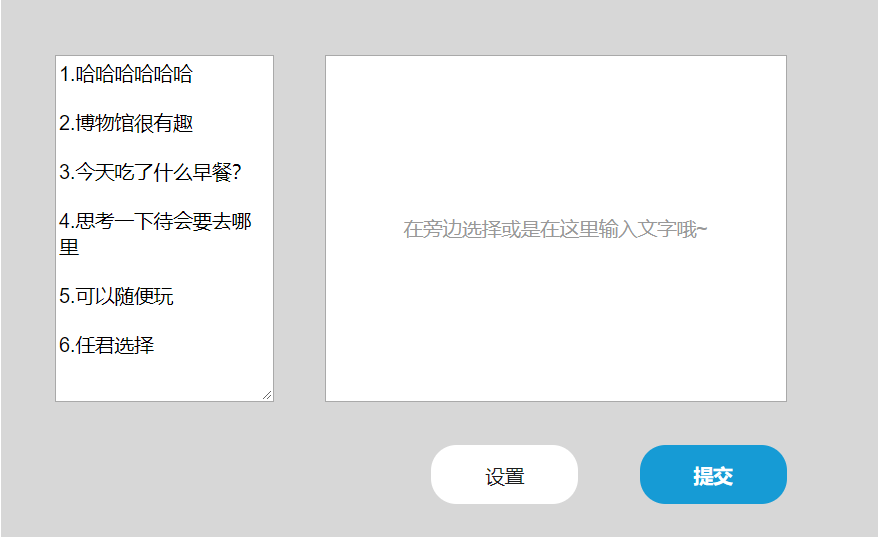 1.哈哈哈哈哈哈
2.博物馆很有趣
3.今天吃了什么早餐?
4.思考一下待会要去哪
里
5.可以随便玩
6.任君选择
在旁边选择或是在这里输入文字哦~
设置
提交